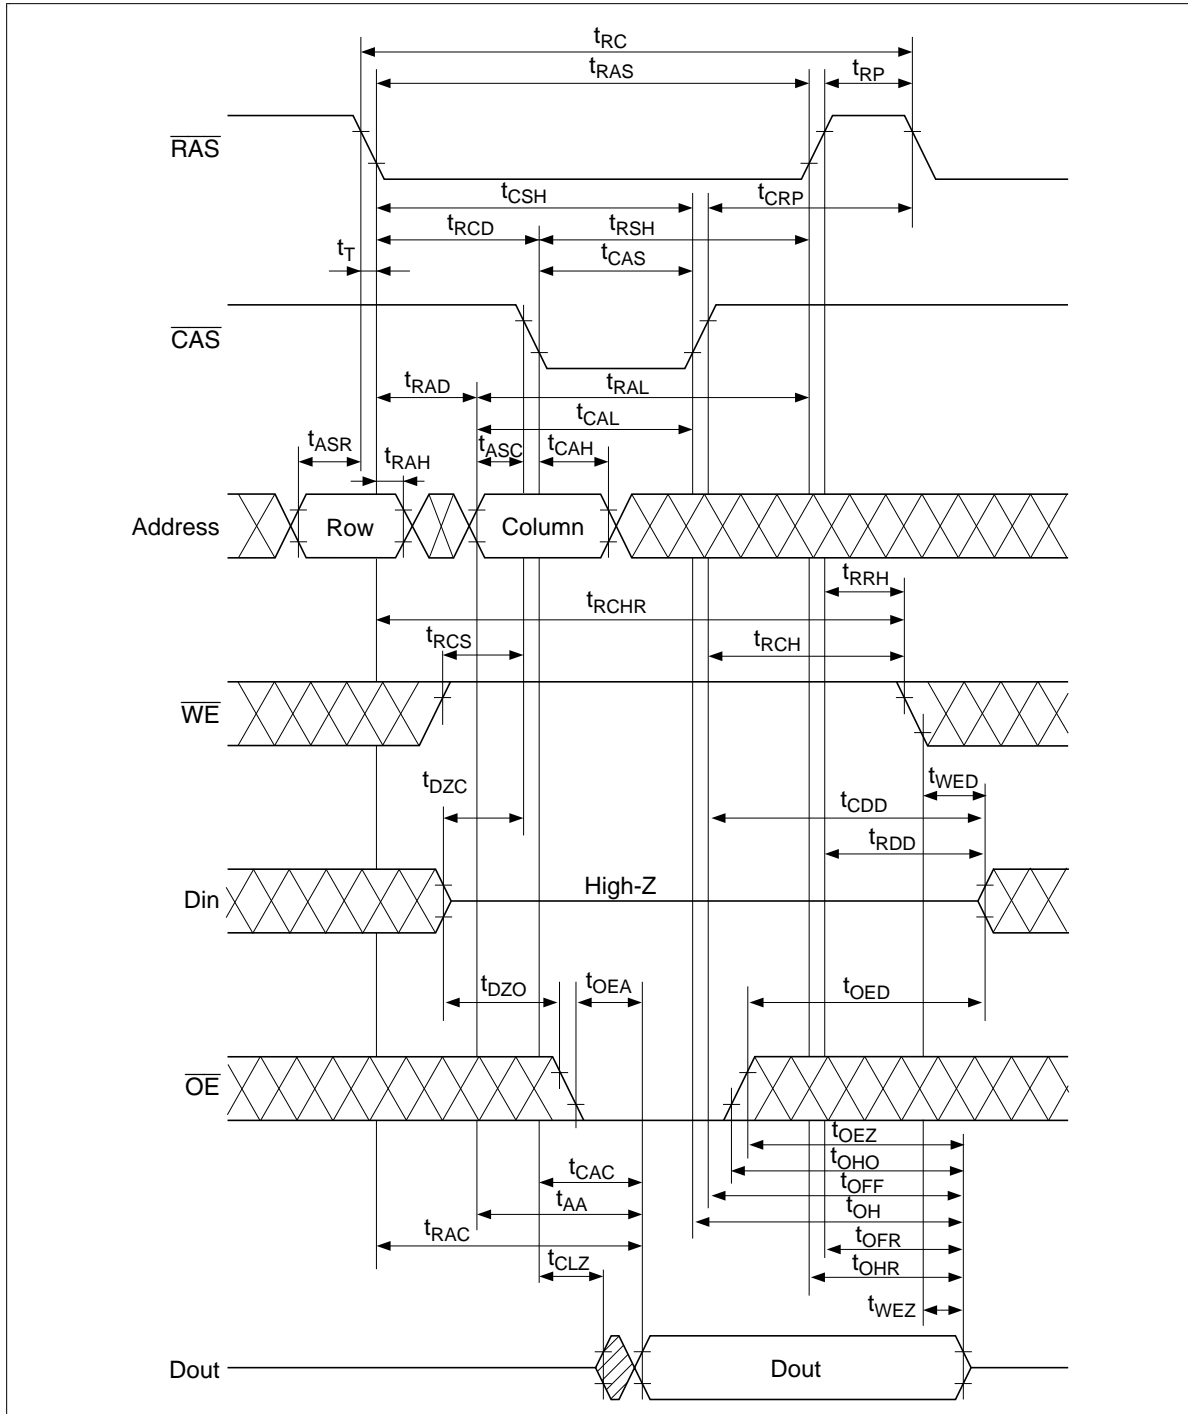 tRC
tRAS
tRP
RAS
tCSH
tCRP
tRCD
tRSH
tT
tCAS
CAS
tRAD
tRAL
tCAL
tASR
tRAH
tASC
tCAH
Address
Row
Column
tRRH
tRCHR
tRCS
tRCH
WE
tDZC
tWED
tCDD
tRDD
Din
High-Z
tDZO
tOEA
tOED
OE
tOEZ
tOHO
tCAC
tOFF
tAA
tOH
tRAC
tOFR
tCLZ
tOHR
tWEZ
Dout
Dout